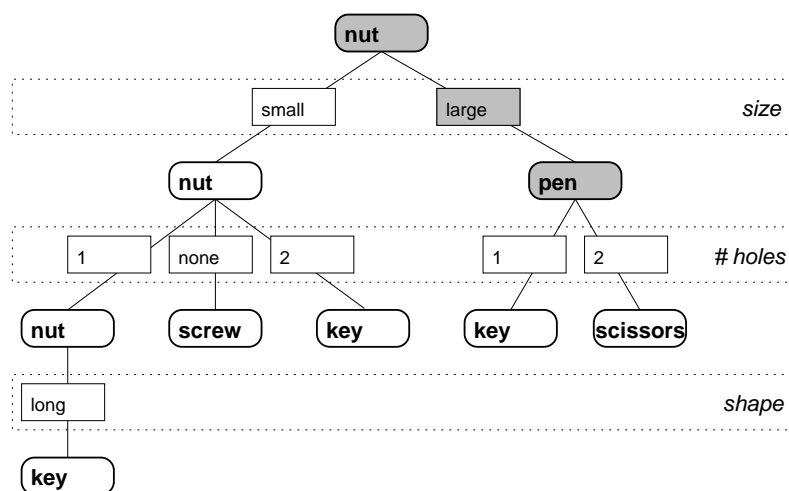 nut
small large size
nut pen
1 none 2 1 2 # holes
nut screw key key scissors
long shape
key